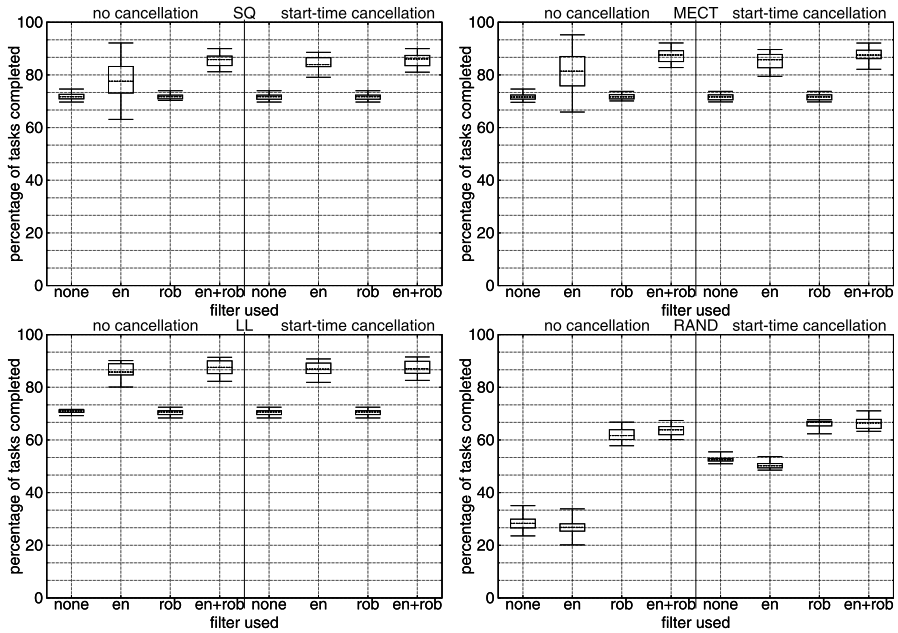 no cancellation SQ start-time cancellation
percentage of tasks completed
100
80
60
40
20
0
none en rob en+rob none en rob en+rob
filter used
no cancellation MECT start-time cancellation
percentage of tasks completed
100
80
60
40
20
0
none en rob en+rob none en rob en+rob
filter used
no cancellation LL start-time cancellation
percentage of tasks completed
100
80
60
40
20
0
none en rob en+rob none en rob en+rob
filter used
no cancellation RAND start-time cancellation
percentage of tasks completed
100
80
60
40
20
0
none en rob en+rob none en rob en+rob
filter used